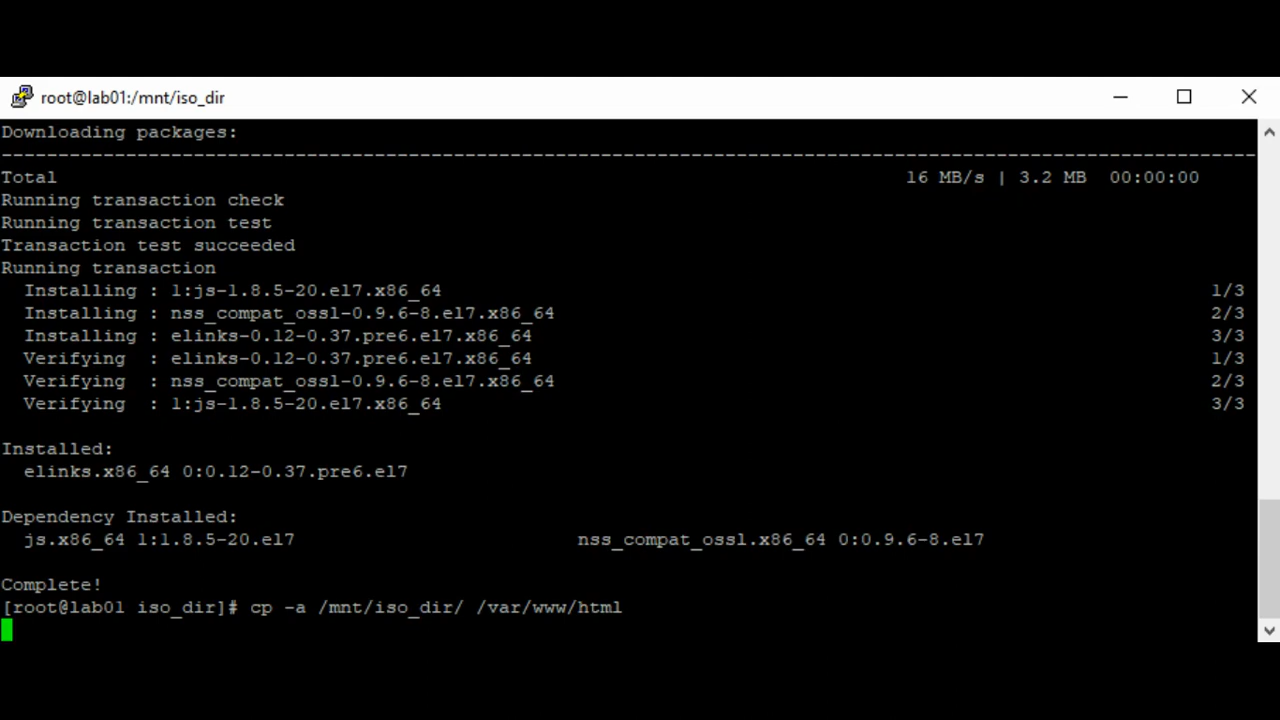 root@lab01:/mnt/iso_dir
Downloading packages:
--------------------------------------------------------------------------------------------------------------
Total                                                                           16 MB/s | 3.2 MB  00:00:00
Running transaction check
Running transaction test
Transaction test succeeded
Running transaction
  Installing : 1:js-1.8.5-20.el7.x86_64                                                                    1/3
  Installing : nss_compat_ossl-0.9.6-8.el7.x86_64                                                          2/3
  Installing : elinks-0.12-0.37.pre6.el7.x86_64                                                            3/3
  Verifying  : elinks-0.12-0.37.pre6.el7.x86_64                                                            1/3
  Verifying  : nss_compat_ossl-0.9.6-8.el7.x86_64                                                          2/3
  Verifying  : 1:js-1.8.5-20.el7.x86_64                                                                    3/3
Installed:
  elinks.x86_64 0:0.12-0.37.pre6.el7
Dependency Installed:
  js.x86_64 1:1.8.5-20.el7                         nss_compat_ossl.x86_64 0:0.9.6-8.el7
Complete!
[root@lab01 iso_dir]# cp -a /mnt/iso_dir/ /var/www/html